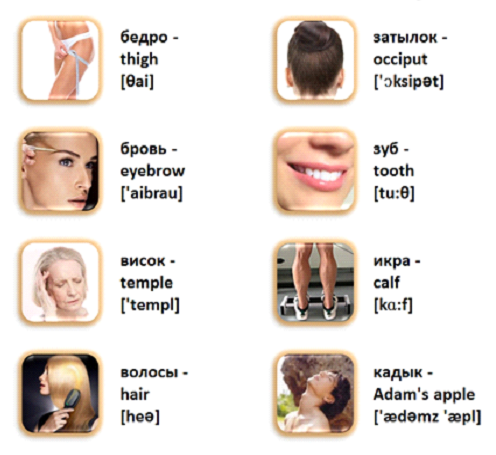 бедро -
thigh
[θai]
затылок -
occiput
['ɔksipət]
бровь -
eyebrow
['aibrau]
зуб -
tooth
[tu:θ]
висок -
temple
['templ]
икра -
calf
[kɑ:f]
волосы -
hair
[heə]
кадык -
Adam's apple
['ædəmz 'æpl]